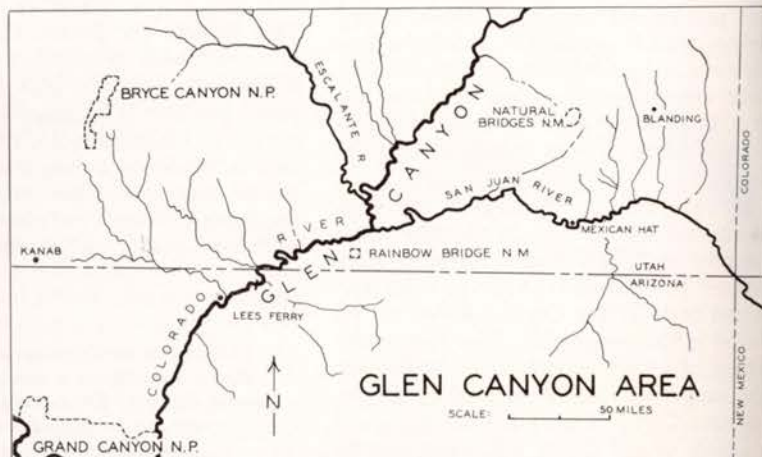 BRYCE CANYON N.P.
ESCALANTE R
GLEN CANYON
NATURAL
BRIDGES N.M.
BLANDING
COLORADO
SAN JUAN RIVER
MEXICAN HAT
COLORADO RIVER
KANAB
RAINBOW BRIDGE N M
UTAH
ARIZONA
LEES FERRY
N
GLEN CANYON AREA
SCALE: 50 MILES
NEW MEXICO
GRAND CANYON N.P.